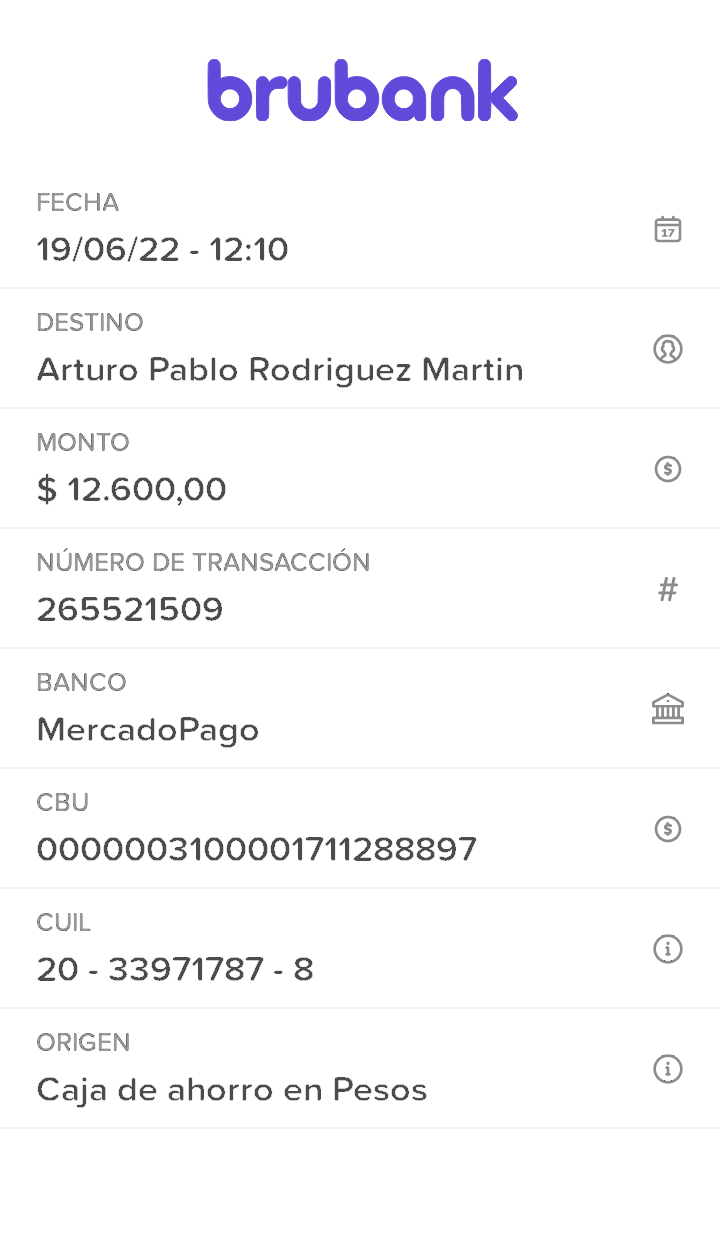 brubank
FECHA
19/06/22 - 12:10
17
DESTINO
Arturo Pablo Rodriguez Martin
MONTO
$ 12.600,00
$
NÚMERO DE TRANSACCIÓN
265521509
#
BANCO
MercadoPago
CBU
0000003100001711288897
$
CUIL
20 - 33971787 - 8
i
ORIGEN
Caja de ahorro en Pesos
i